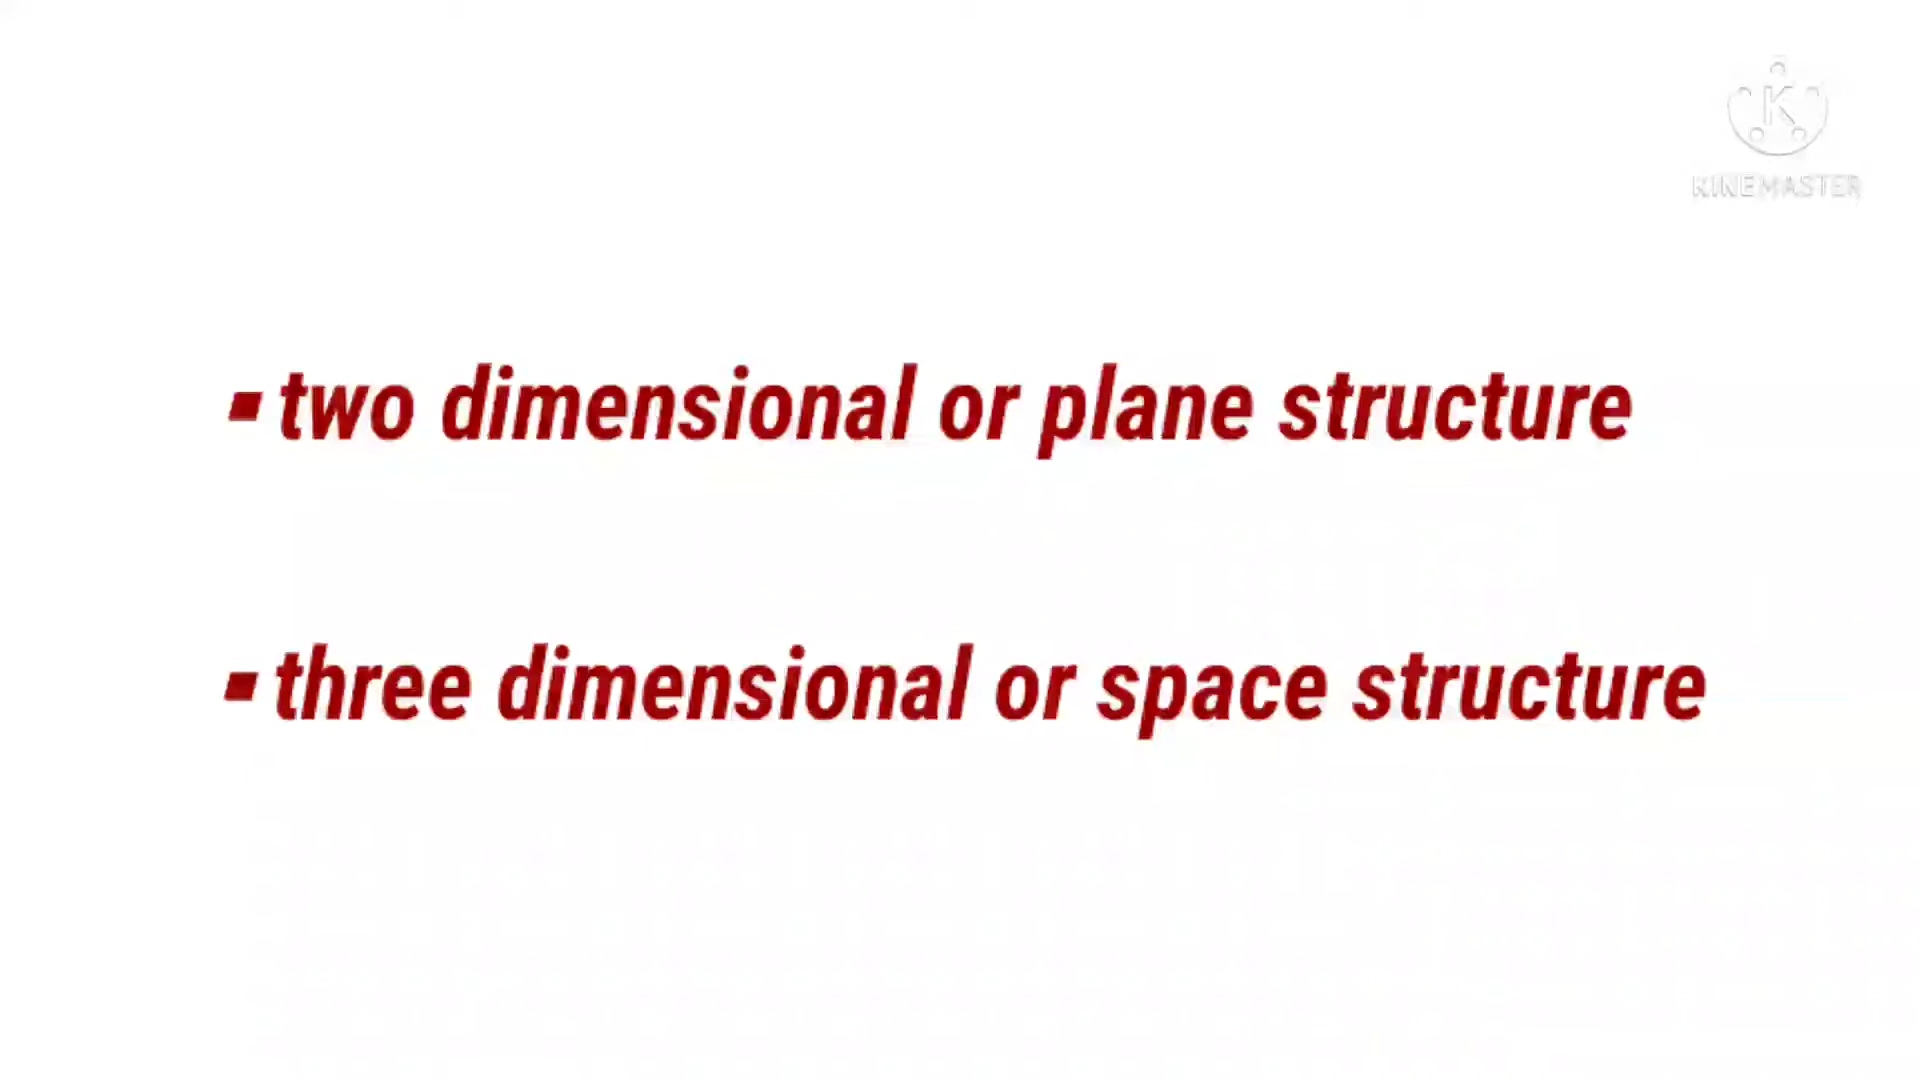 K
KINEMASTER
▪ two dimensional or plane structure
▪ three dimensional or space structure